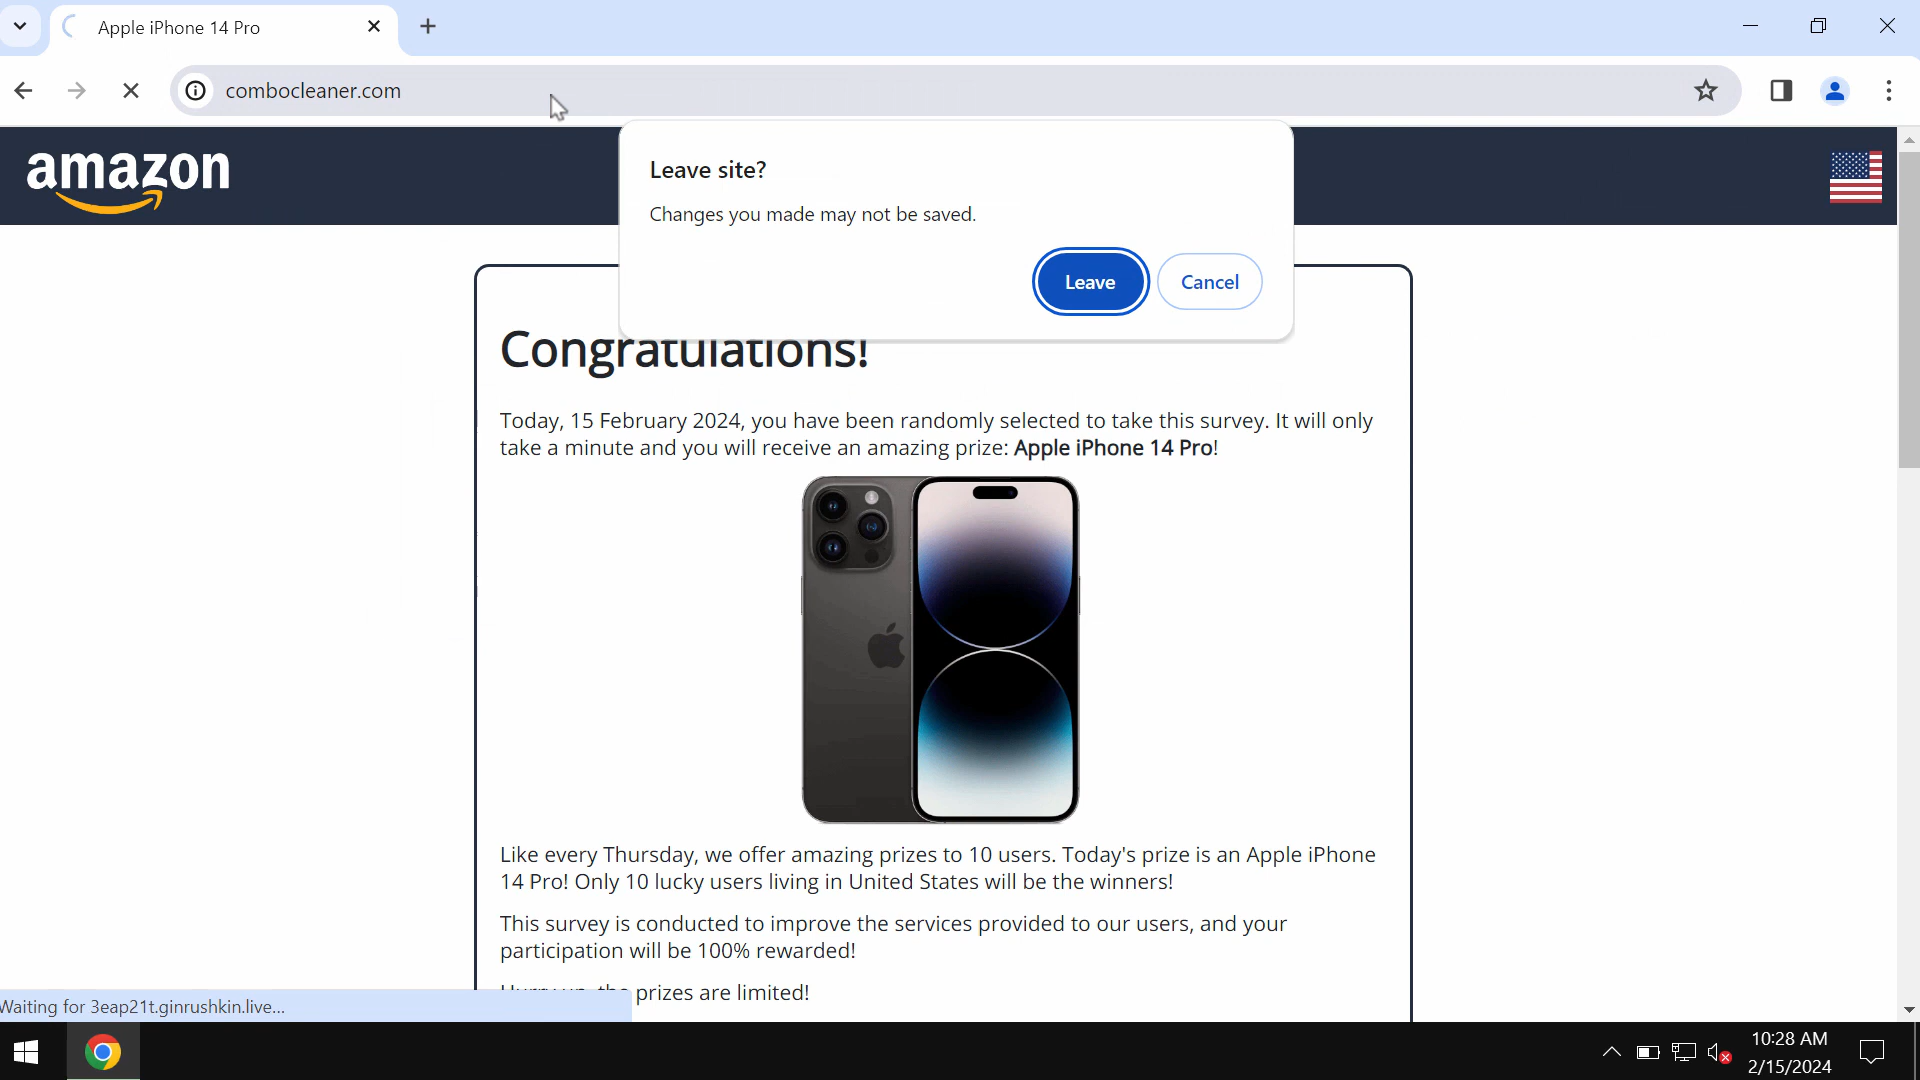 Apple iPhone 14 Pro
combocleaner.com
amazon
Leave site?
Changes you made may not be saved.
Leave
Cancel
Congratulations!
Today, 15 February 2024, you have been randomly selected to take this survey. It will only
take a minute and you will receive an amazing prize: Apple iPhone 14 Pro!
Like every Thursday, we offer amazing prizes to 10 users. Today's prize is an Apple iPhone
14 Pro! Only 10 lucky users living in United States will be the winners!
This survey is conducted to improve the services provided to our users, and your
participation will be 100% rewarded!
Hurry up, the prizes are limited!
Waiting for 3eap21t.ginrushkin.live...
10:28 AM
2/15/2024